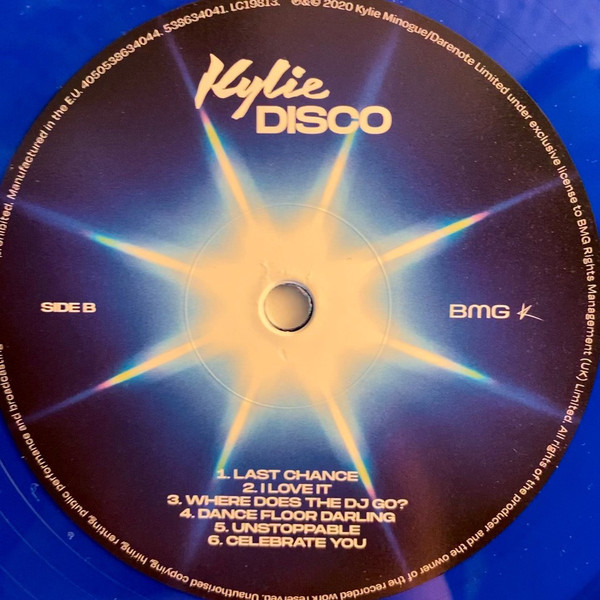 Manufactured in the E.U. 4050538634044. 538634041. LC19813. ℗&© 2020 Kylie Minogue/Darenote Limited under exclusive license to BMG Rights Management (UK) Limited. All rights of the producer and the owner of the recorded work reserved. Unauthorised copying, hiring, renting, public performance and broadcasting prohibited.
Kylie
DISCO
SIDE B
BMG K
1. LAST CHANCE
2. I LOVE IT
3. WHERE DOES THE DJ GO?
4. DANCE FLOOR DARLING
5. UNSTOPPABLE
6. CELEBRATE YOU